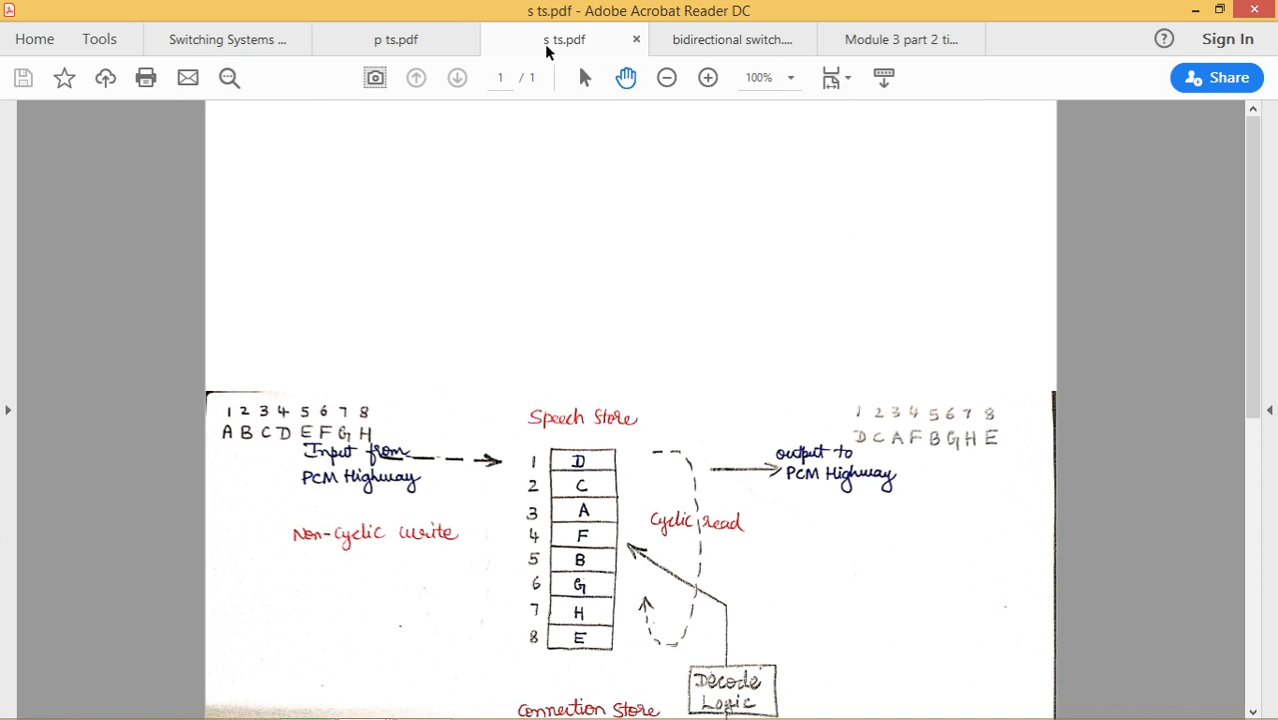 s ts.pdf - Adobe Acrobat Reader DC
Home Tools Switching Systems ... p ts.pdf s ts.pdf × bidirectional switch.... Module 3 part 2 ti... Sign In
1 / 1 100% Share
1 2 3 4 5 6 7 8
A B C D E F G H
Input from
PCM Highway
Non-cyclic write
Speech Store
1 D
2 C
3 A
4 F
5 B
6 G
7 H
8 E
Cyclic read
1 2 3 4 5 6 7 8
D C A F B G H E
output to
PCM Highway
Decode
Logic
Connection Store